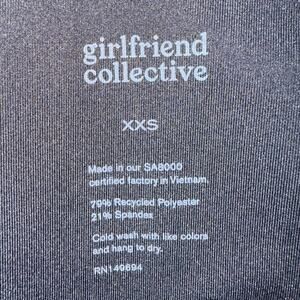 girlfriend
collective
XXS
Made in our SA8000
certified factory in Vietnam.
79% Recycled Polyester
21% Spandex
Cold wash with like colors
and hang to dry.
RN149694